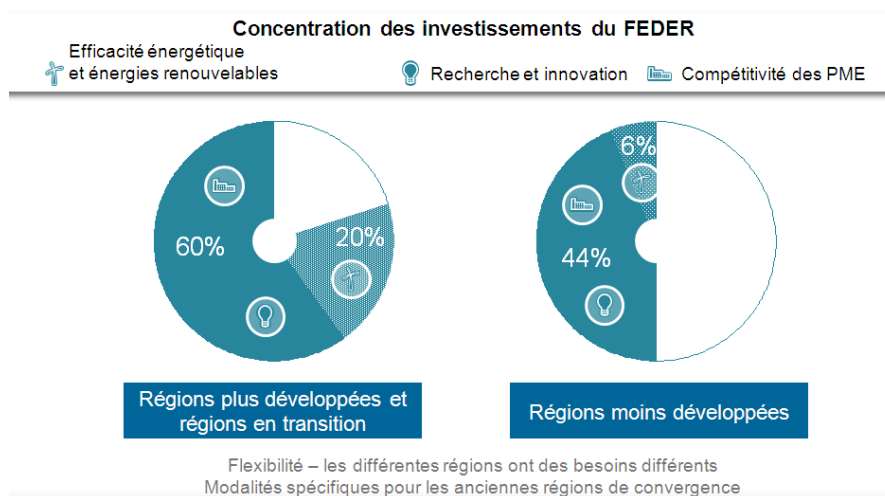 Concentration des investissements du FEDER
Efficacité énergétique
et énergies renouvelables
Recherche et innovation
Compétitivité des PME
60%
20%
6%
44%
Régions plus développées et
régions en transition
Régions moins développées
Flexibilité – les différentes régions ont des besoins différents
Modalités spécifiques pour les anciennes régions de convergence